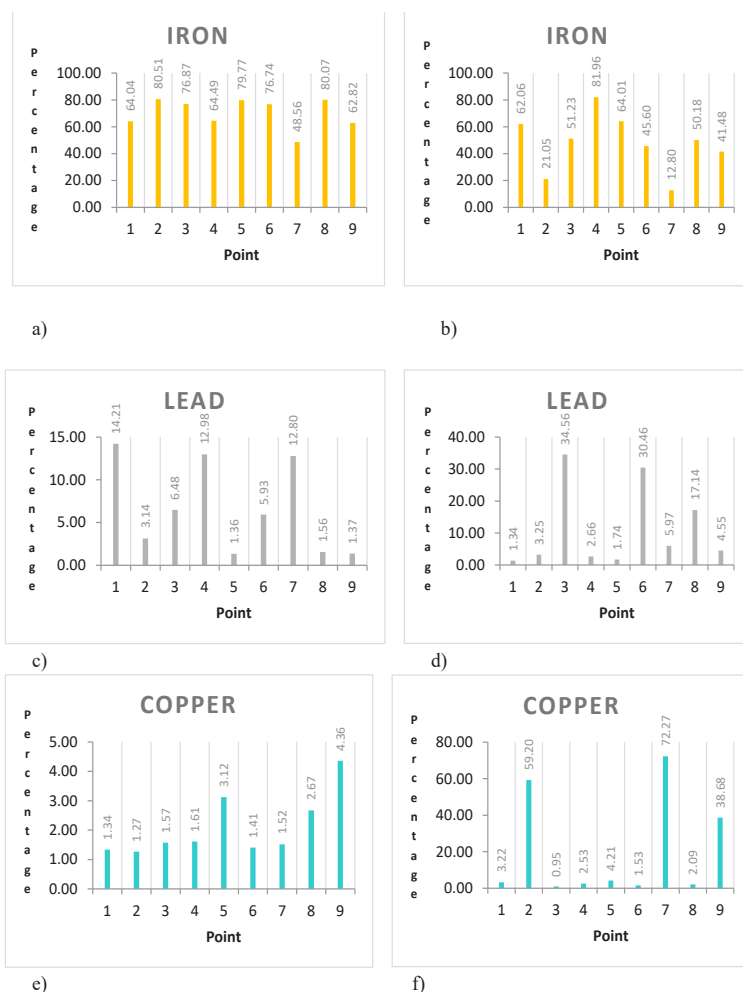 IRON
Percentage
100.00
80.00
60.00
40.00
20.00
0.00
64.04
80.51
76.87
64.49
79.77
76.74
48.56
80.07
62.82
1 2 3 4 5 6 7 8 9
Point
a)
IRON
Percentage
100.00
80.00
60.00
40.00
20.00
0.00
62.06
21.05
51.23
81.96
64.01
45.60
12.80
50.18
41.48
1 2 3 4 5 6 7 8 9
Point
b)
LEAD
Percentage
15.00
10.00
5.00
0.00
14.21
3.14
6.48
12.98
1.36
5.93
12.80
1.56
1.37
1 2 3 4 5 6 7 8 9
Point
c)
LEAD
Percentage
40.00
30.00
20.00
10.00
0.00
1.34
3.25
34.56
2.66
1.74
30.46
5.97
17.14
4.55
1 2 3 4 5 6 7 8 9
Point
d)
COPPER
Percentage
5.00
4.00
3.00
2.00
1.00
0.00
1.34
1.27
1.57
1.61
3.12
1.41
1.52
2.67
4.36
1 2 3 4 5 6 7 8 9
Point
e)
COPPER
Percentage
80.00
60.00
40.00
20.00
0.00
3.22
59.20
0.95
2.53
4.21
1.53
72.27
2.09
38.68
1 2 3 4 5 6 7 8 9
Point
f)